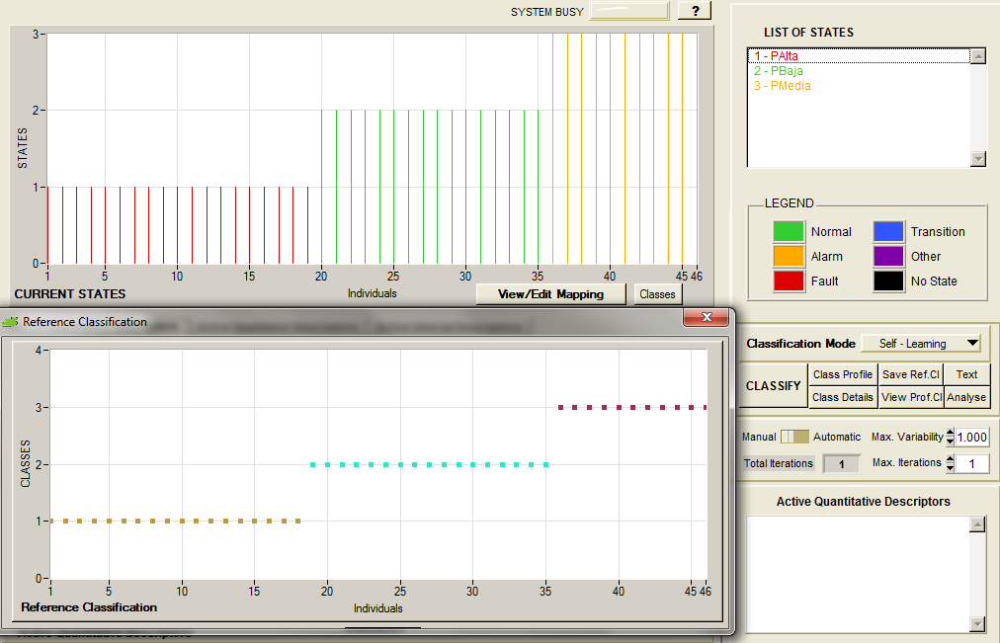 SYSTEM BUSY
?
3
2
1
0
STATES
1 5 10 15 20 25 30 35 40 45 46
CURRENT STATES
Individuals
View/Edit Mapping
Classes
LIST OF STATES
1 - PAlta
2 - PBaja
3 - PMedia
LEGEND
Normal Transition
Alarm Other
Fault No State
Reference Classification
4
3
2
1
0
CLASSES
1 5 10 15 20 25 30 35 40 45 46
Reference Classification
Individuals
Classification Mode Self - Learning
CLASSIFY
Class Profile Save Ref.Cl Text
Class Details View Prof.Cl Analyse
Manual Automatic Max. Variability 1.000
Total Iterations 1 Max. Iterations 1
Active Quantitative Descriptors